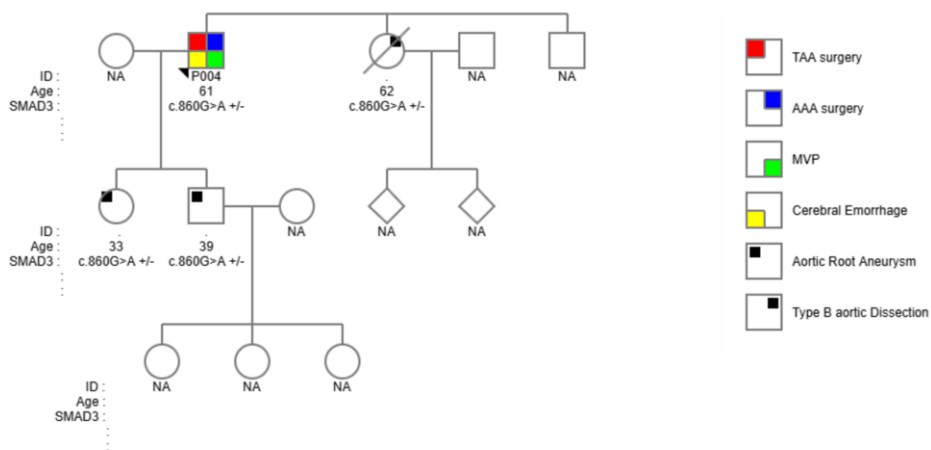 ID : NA P004 . NA NA
Age : 61 62
SMAD3 : c.860G>A +/- c.860G>A +/-
:
:
:
ID : . . NA NA NA
Age : 33 39
SMAD3 : c.860G>A +/- c.860G>A +/-
:
:
:
ID : NA NA NA
Age :
SMAD3 :
:
:
:
TAA surgery
AAA surgery
MVP
Cerebral Emorrhage
Aortic Root Aneurysm
Type B aortic Dissection